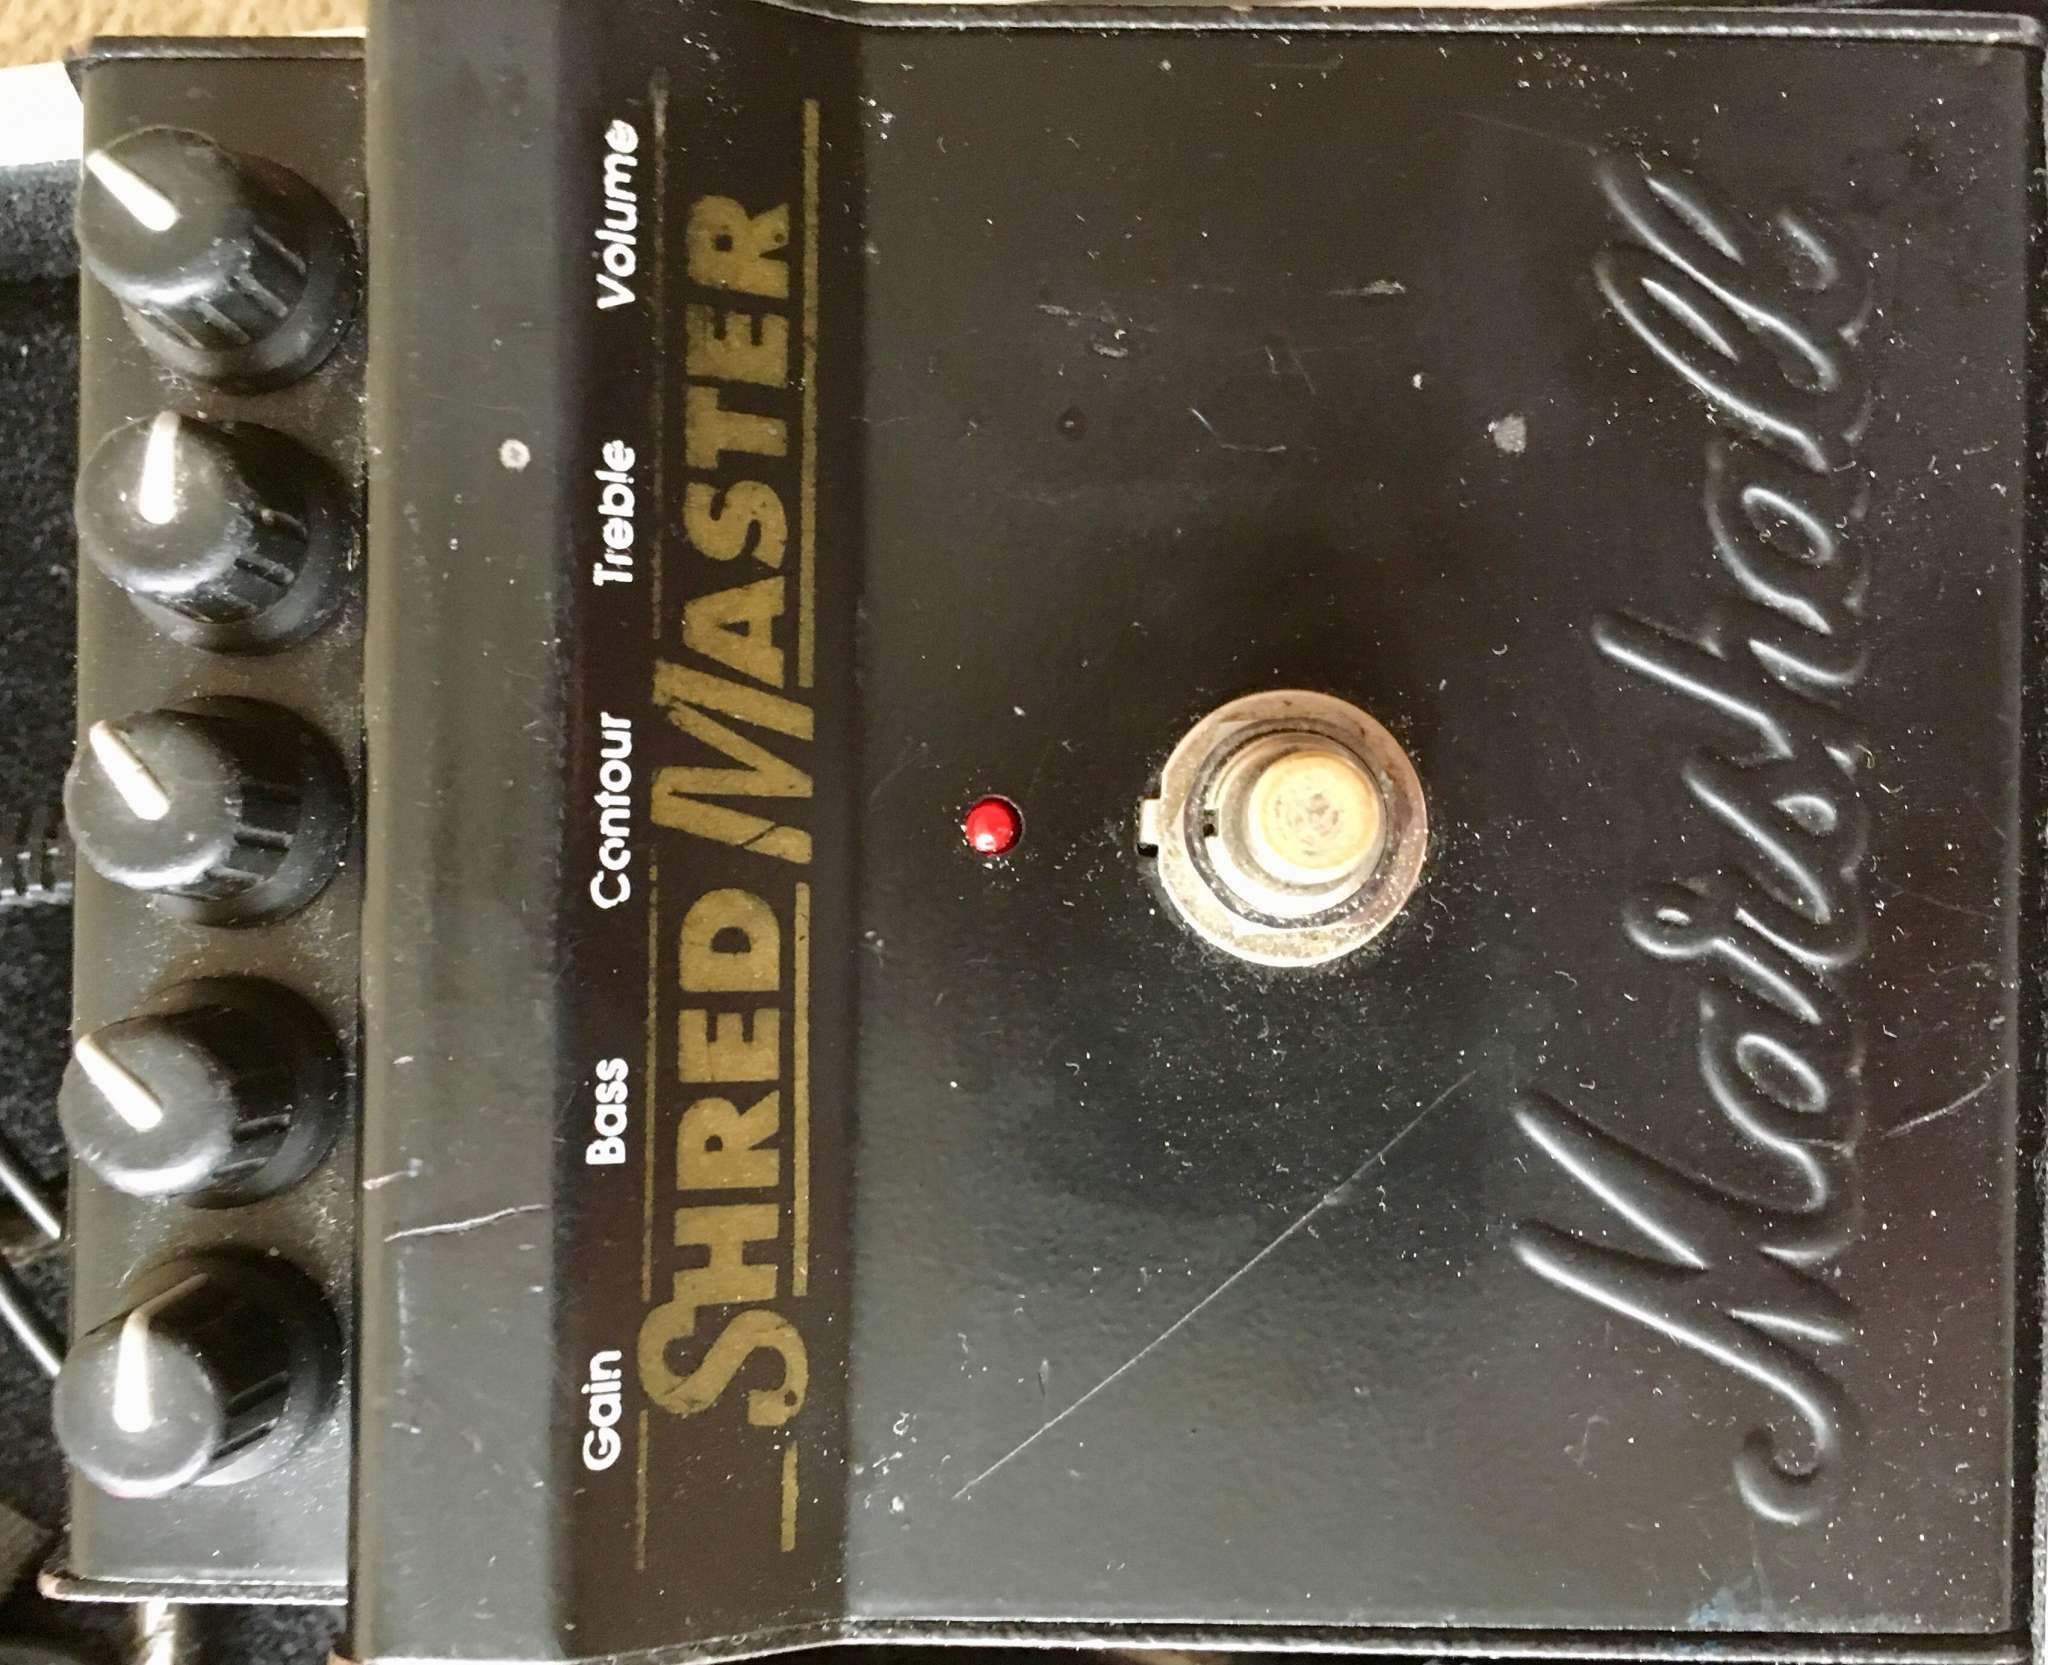 Gain Bass Contour Treble Volume
SHRED MASTER
Marshall